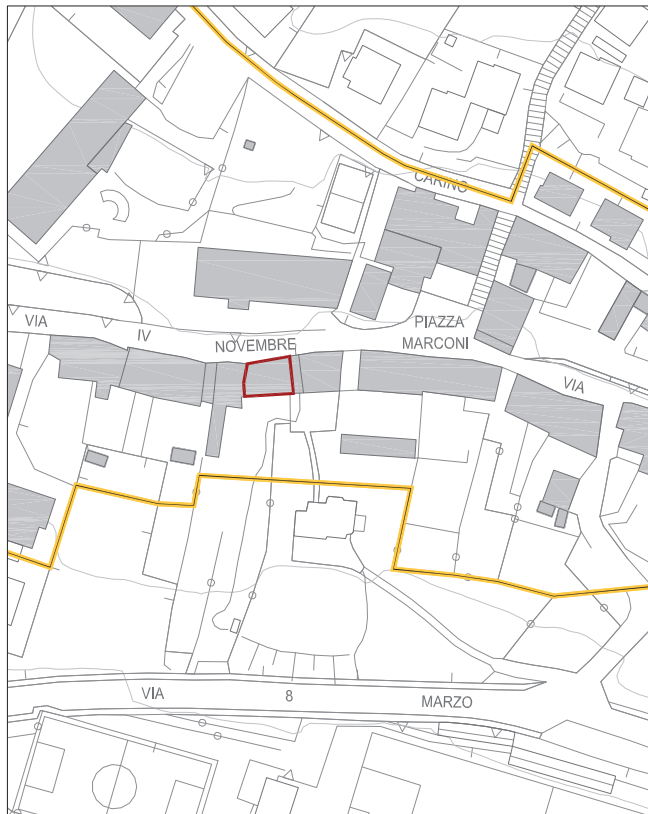 CARINO
VIA IV NOVEMBRE
PIAZZA
MARCONI
VIA
VIA 8 MARZO